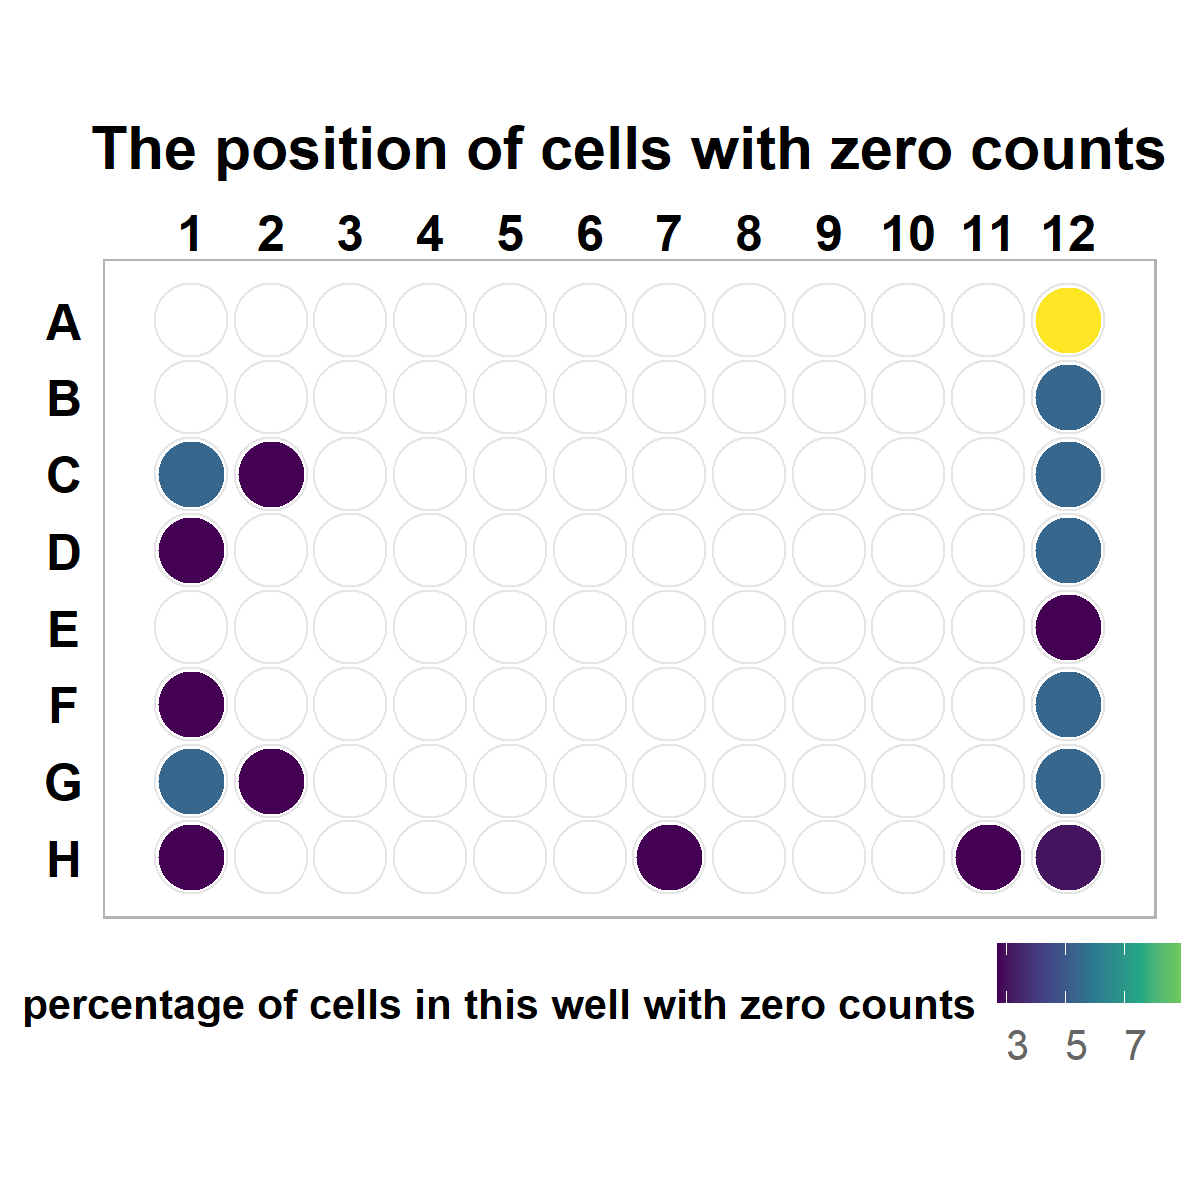 The position of cells with zero counts
1 2 3 4 5 6 7 8 9 10 11 12
A
B
C
D
E
F
G
H
percentage of cells in this well with zero counts
3 5 7